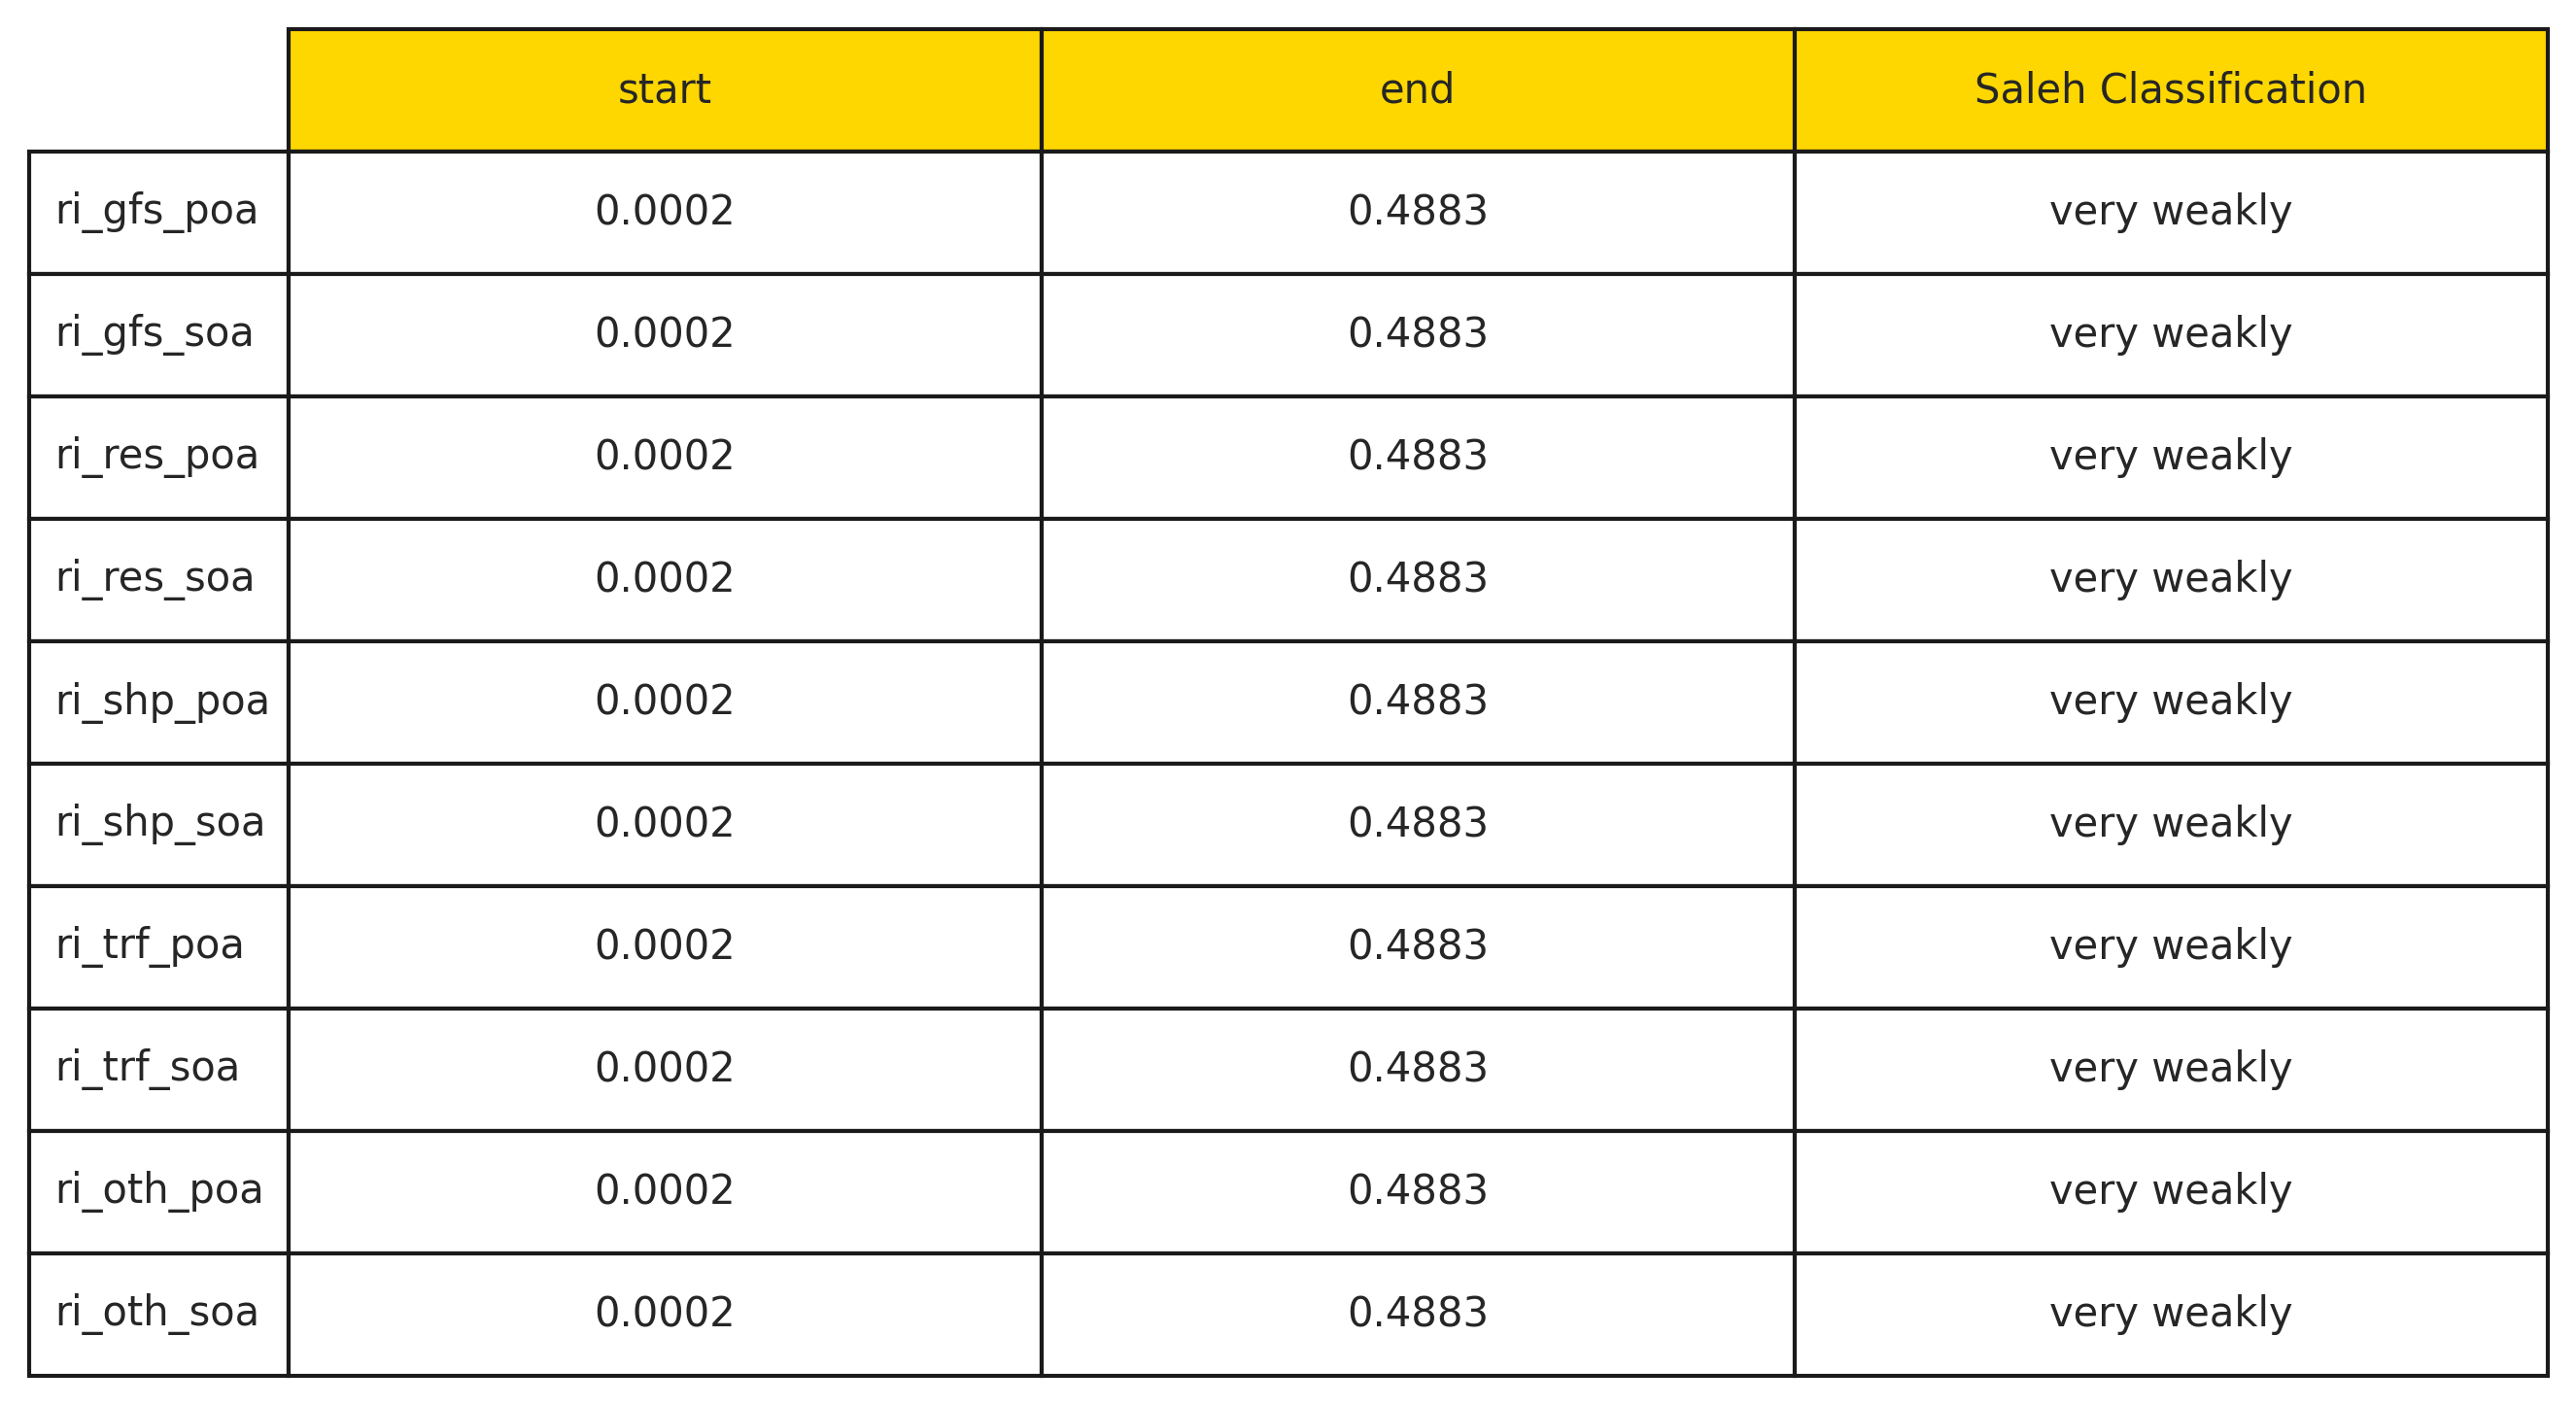 start end Saleh Classification
ri_gfs_poa 0.0002 0.4883 very weakly
ri_gfs_soa 0.0002 0.4883 very weakly
ri_res_poa 0.0002 0.4883 very weakly
ri_res_soa 0.0002 0.4883 very weakly
ri_shp_poa 0.0002 0.4883 very weakly
ri_shp_soa 0.0002 0.4883 very weakly
ri_trf_poa 0.0002 0.4883 very weakly
ri_trf_soa 0.0002 0.4883 very weakly
ri_oth_poa 0.0002 0.4883 very weakly
ri_oth_soa 0.0002 0.4883 very weakly